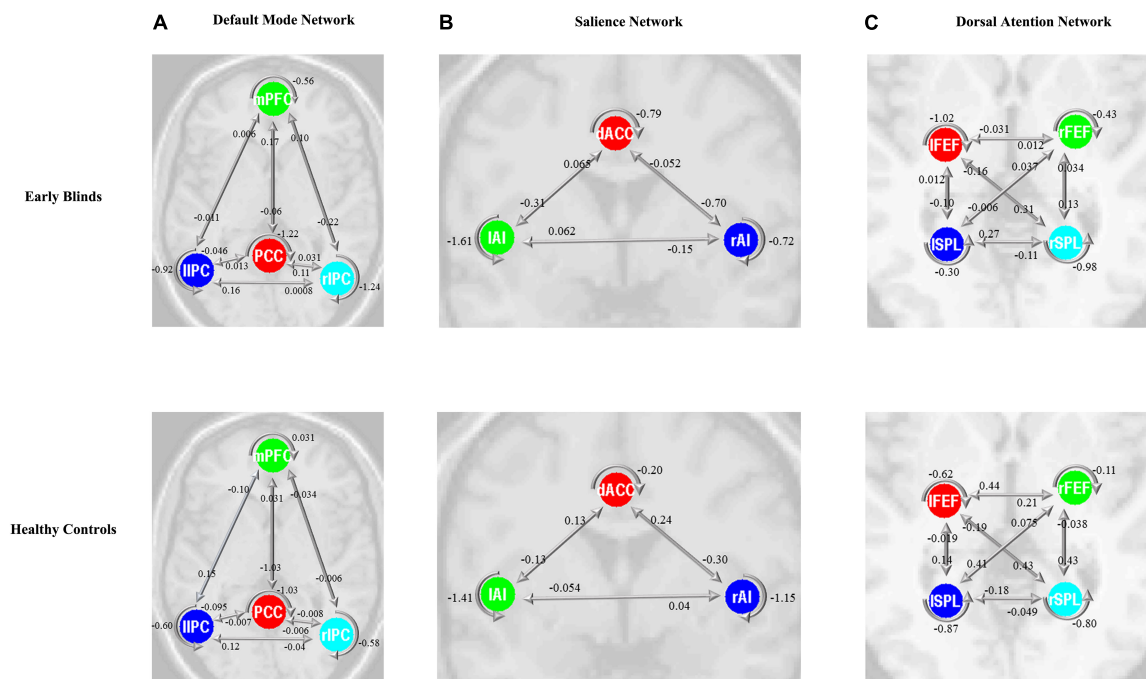 A Default Mode Network
B Salience Network
C Dorsal Atention Network
Early Blinds
-0.56
mPFC
0.006 0.17 0.10
-0.011 -0.06 -0.22
-0.046 -1.22
PCC
-0.92 lIPC 0.013 0.031 0.11 rIPC -1.24
0.16 0.0008
-0.79
dACC
0.065 -0.052
-0.31 -0.70
-1.61 lAI 0.062 -0.15 rAI -0.72
-1.02 -0.031 -0.43
lFEF 0.012 rFEF
0.012 -0.16 0.037 0.034
-0.10 -0.006 0.31 0.13
lSPL 0.27 -0.11 rSPL
-0.30 -0.98
Healthy Controls
0.031
mPFC
-0.10 0.031 -0.034
0.15 -1.03 -0.006
-0.095 -1.03
PCC
-0.60 lIPC -0.007 -0.008 -0.006 rIPC -0.58
0.12 -0.04
-0.20
dACC
0.13 0.24
-0.13 -0.30
-1.41 lAI -0.054 0.04 rAI -1.15
-0.62 0.44 -0.11
lFEF 0.21 rFEF
-0.019 -0.19 0.075 -0.038
0.14 0.41 0.43 0.43
lSPL -0.18 -0.049 rSPL
-0.87 -0.80